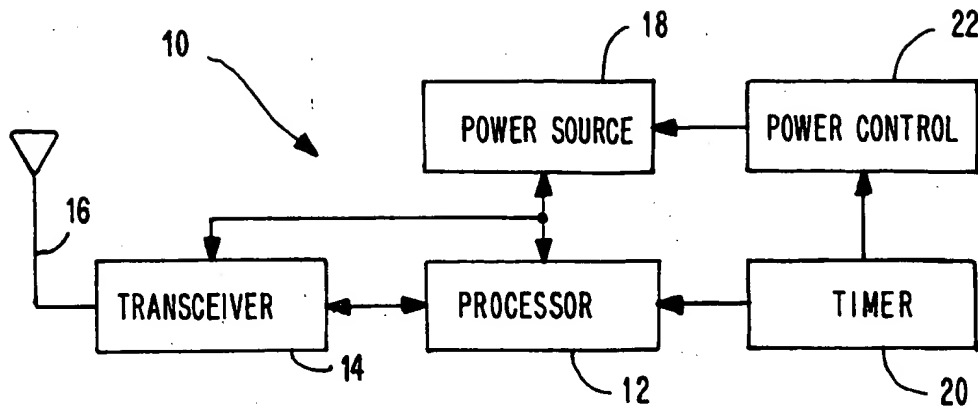 18
22
10
POWER SOURCE
POWER CONTROL
16
TRANSCEIVER
PROCESSOR
TIMER
14
12
20